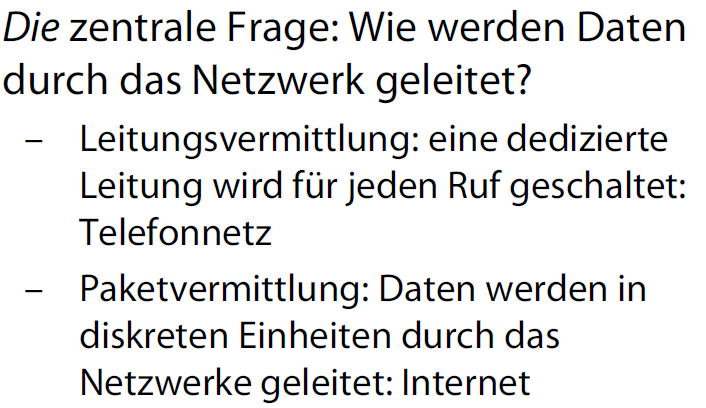 Die zentrale Frage: Wie werden Daten
durch das Netzwerk geleitet?
– Leitungsvermittlung: eine dedizierte
Leitung wird für jeden Ruf geschaltet:
Telefonnetz
– Paketvermittlung: Daten werden in
diskreten Einheiten durch das
Netzwerke geleitet: Internet